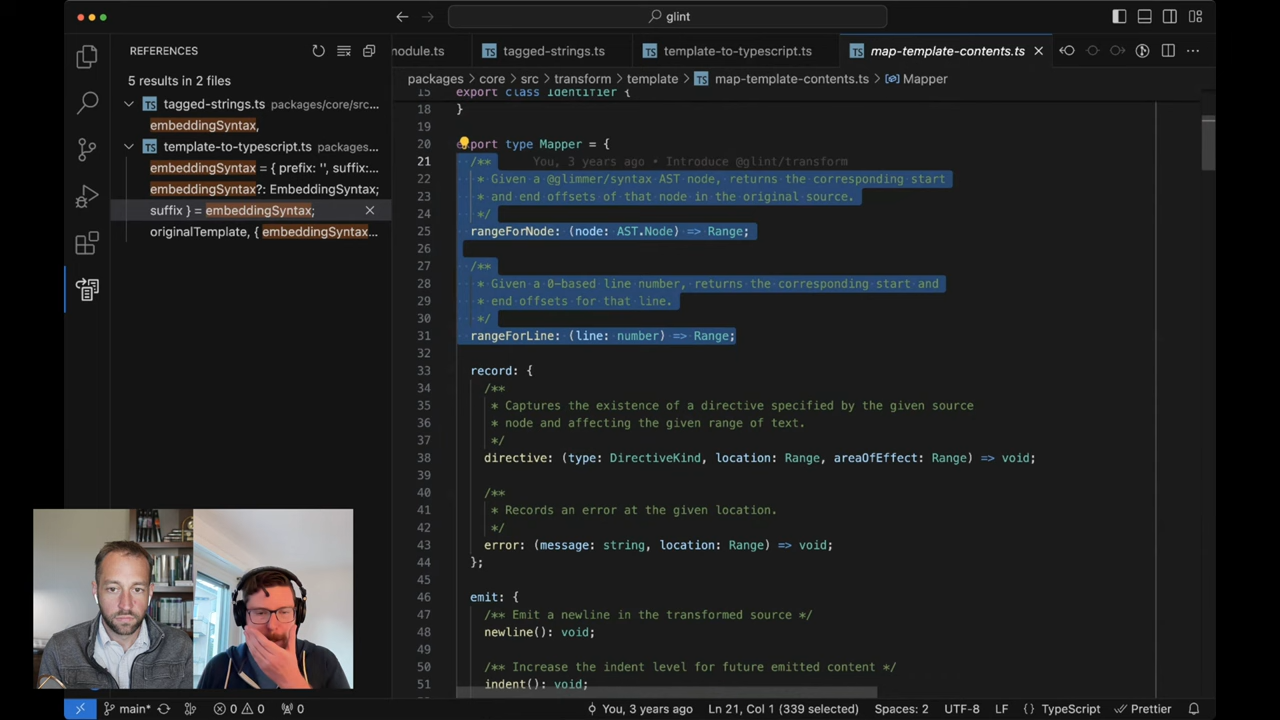 glint
REFERENCES
5 results in 2 files
tagged-strings.ts packages/core/src...
embeddingSyntax,
template-to-typescript.ts packages...
embeddingSyntax = { prefix: '', suffix:...
embeddingSyntax?: EmbeddingSyntax;
suffix } = embeddingSyntax;
originalTemplate, { embeddingSyntax...
nodule.ts
tagged-strings.ts
template-to-typescript.ts
map-template-contents.ts
packages > core > src > transform > template > map-template-contents.ts > Mapper
15 export class Identifier {
18 }
19
20 export type Mapper = {
21 /** You, 3 years ago • Introduce @glint/transform
22 * Given a @glimmer/syntax AST node, returns the corresponding start
23 * and end offsets of that node in the original source.
24 */
25 rangeForNode: (node: AST.Node) => Range;
26
27 /**
28 * Given a 0-based line number, returns the corresponding start and
29 * end offsets for that line.
30 */
31 rangeForLine: (line: number) => Range;
32
33 record: {
34 /**
35 * Captures the existence of a directive specified by the given source
36 * node and affecting the given range of text.
37 */
38 directive: (type: DirectiveKind, location: Range, areaOfEffect: Range) => void;
39
40 /**
41 * Records an error at the given location.
42 */
43 error: (message: string, location: Range) => void;
44 };
45
46 emit: {
47 /** Emit a newline in the transformed source */
48 newline(): void;
49
50 /** Increase the indent level for future emitted content */
51 indent(): void;
main* 0 0 0 You, 3 years ago Ln 21, Col 1 (339 selected) Spaces: 2 UTF-8 LF {} TypeScript Prettier